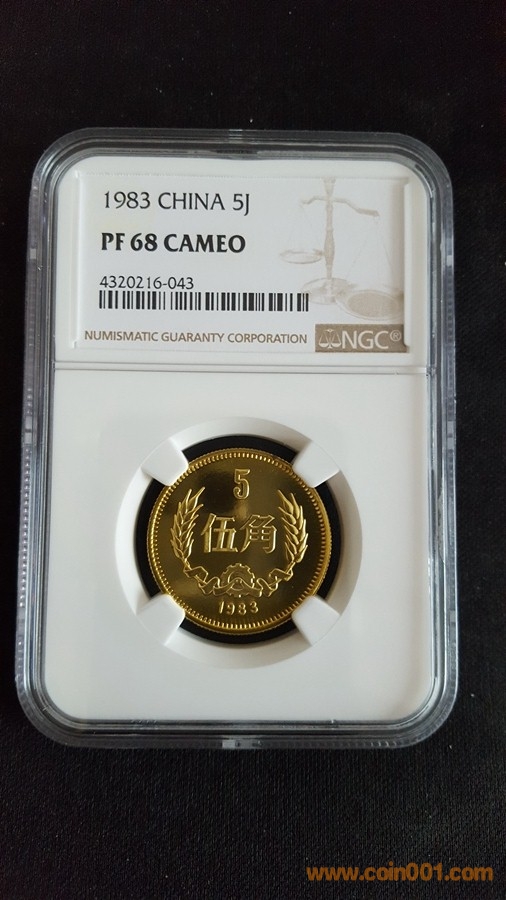 1983 CHINA 5J
PF 68 CAMEO
4320216-043
NUMISMATIC GUARANTY CORPORATION
NGC®
5
伍角
1983
www.coin001.com